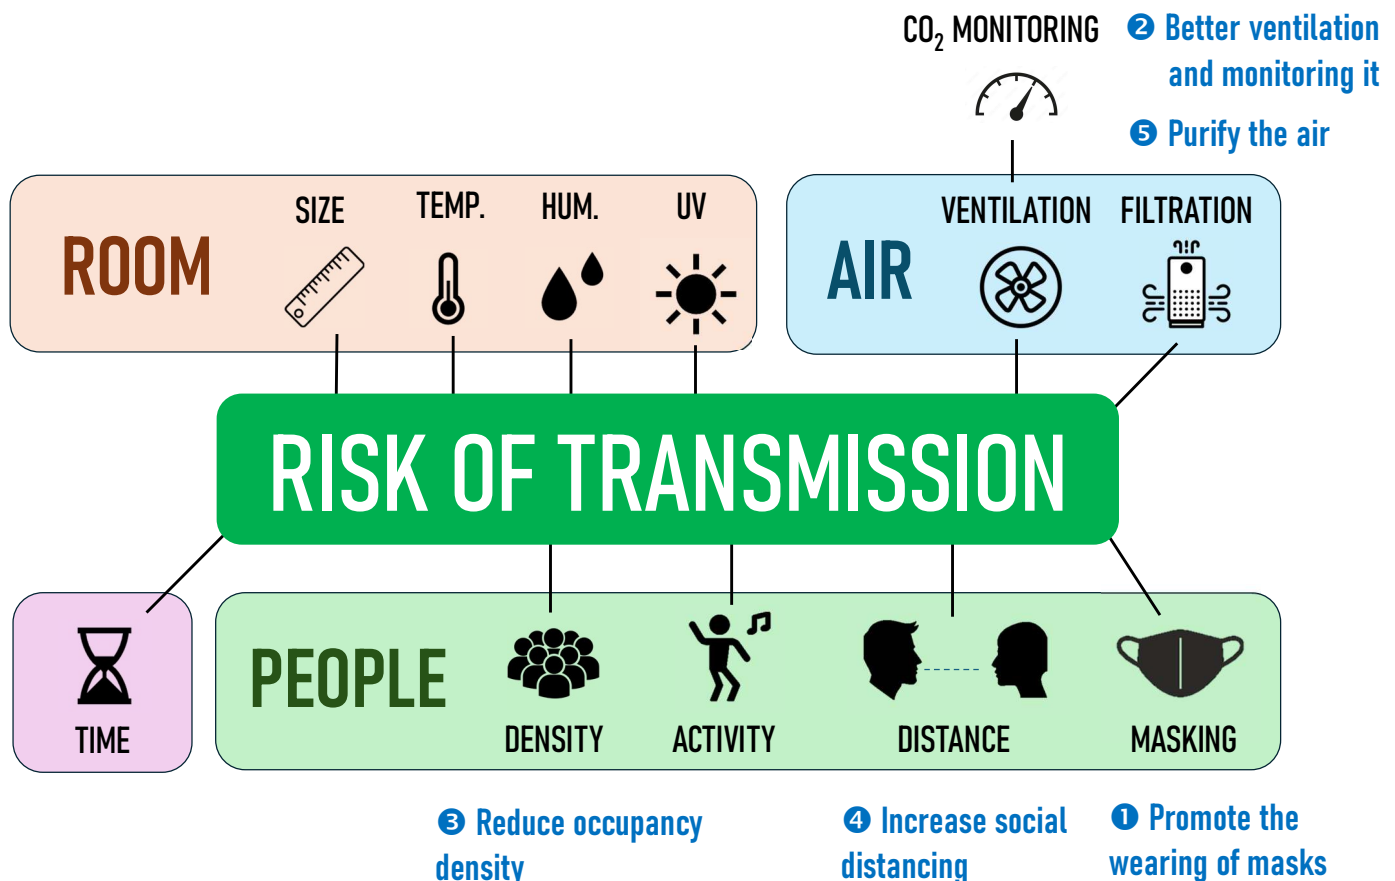 CO₂ MONITORING
❷ Better ventilation
and monitoring it
❺ Purify the air
ROOM
SIZE
TEMP.
HUM.
UV
AIR
VENTILATION
FILTRATION
RISK OF TRANSMISSION
TIME
PEOPLE
DENSITY
ACTIVITY
DISTANCE
MASKING
❸ Reduce occupancy
density
❹ Increase social
distancing
❶ Promote the
wearing of masks